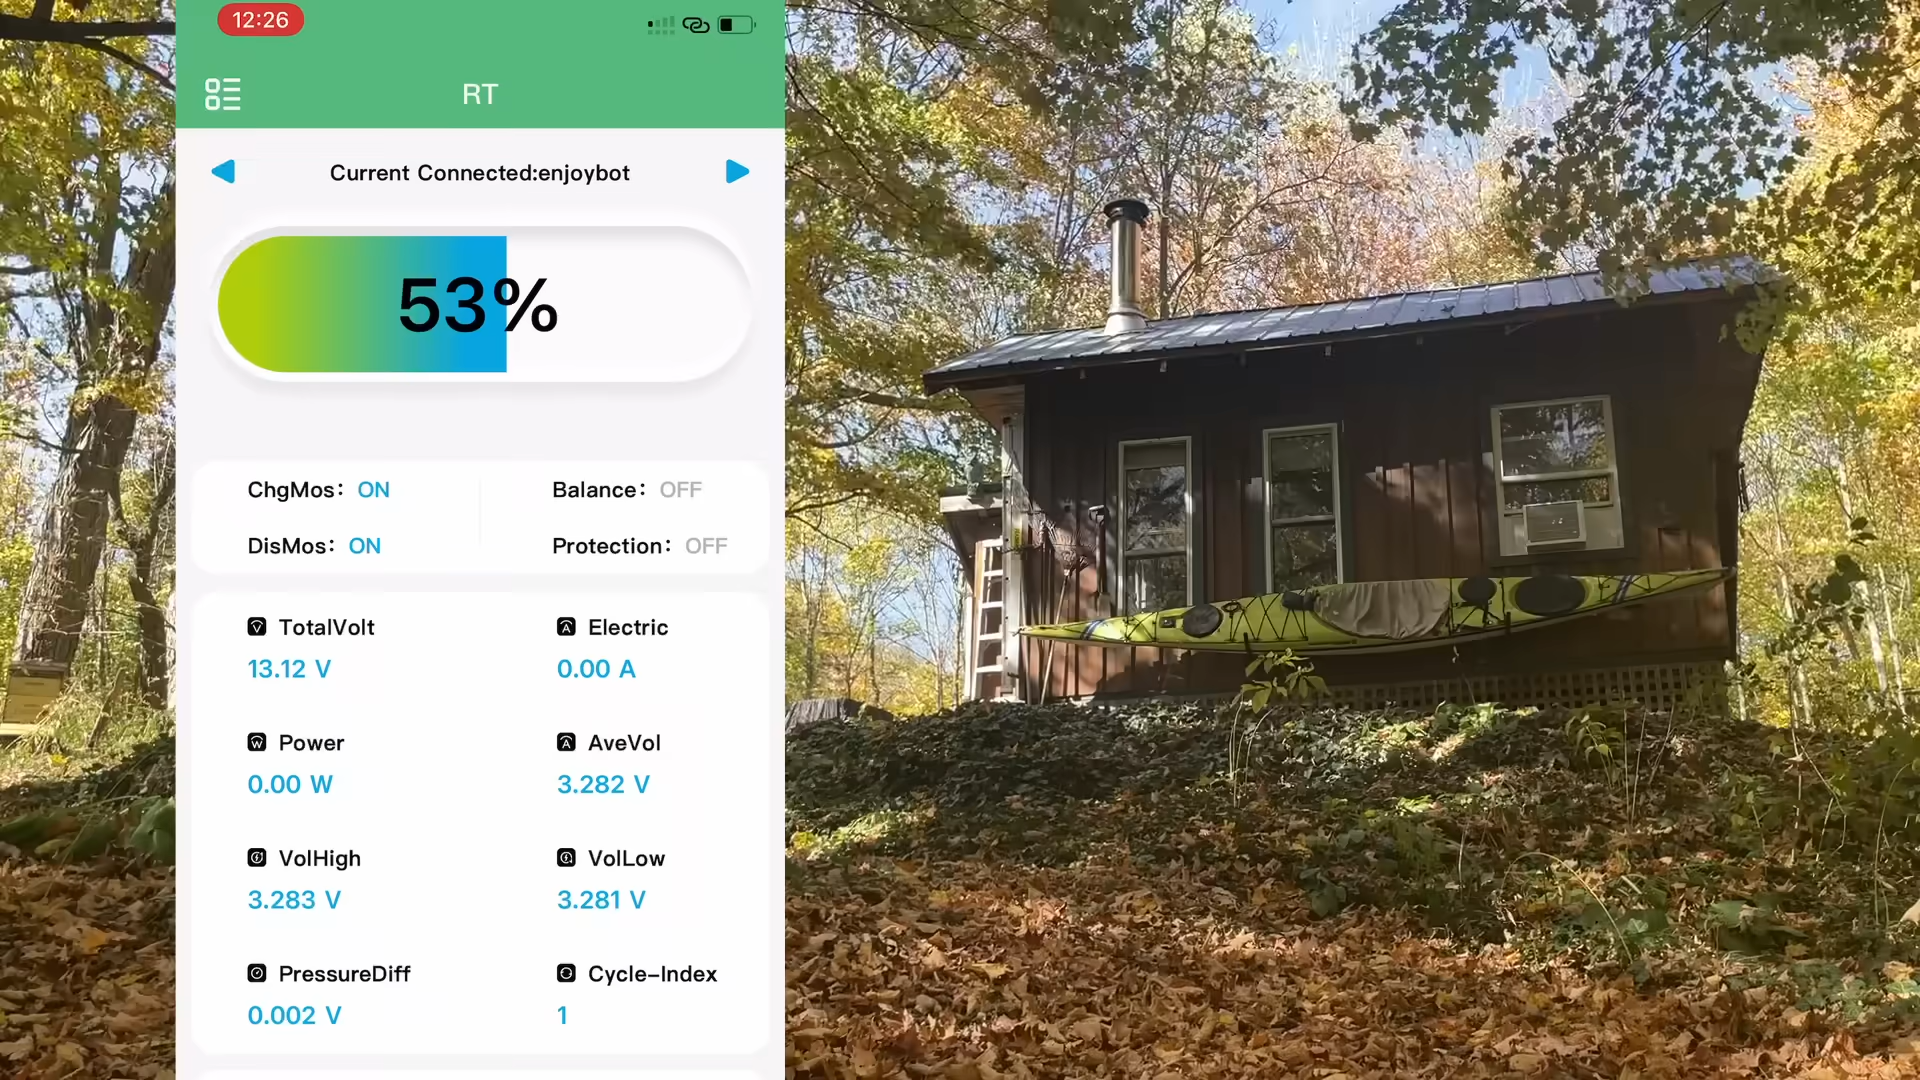 12:26
RT
Current Connected:enjoybot
53%
ChgMos: ON
Balance: OFF
DisMos: ON
Protection: OFF
TotalVolt
Electric
13.12 V
0.00 A
Power
AveVol
0.00 W
3.282 V
VolHigh
VolLow
3.283 V
3.281 V
PressureDiff
Cycle-Index
0.002 V
1